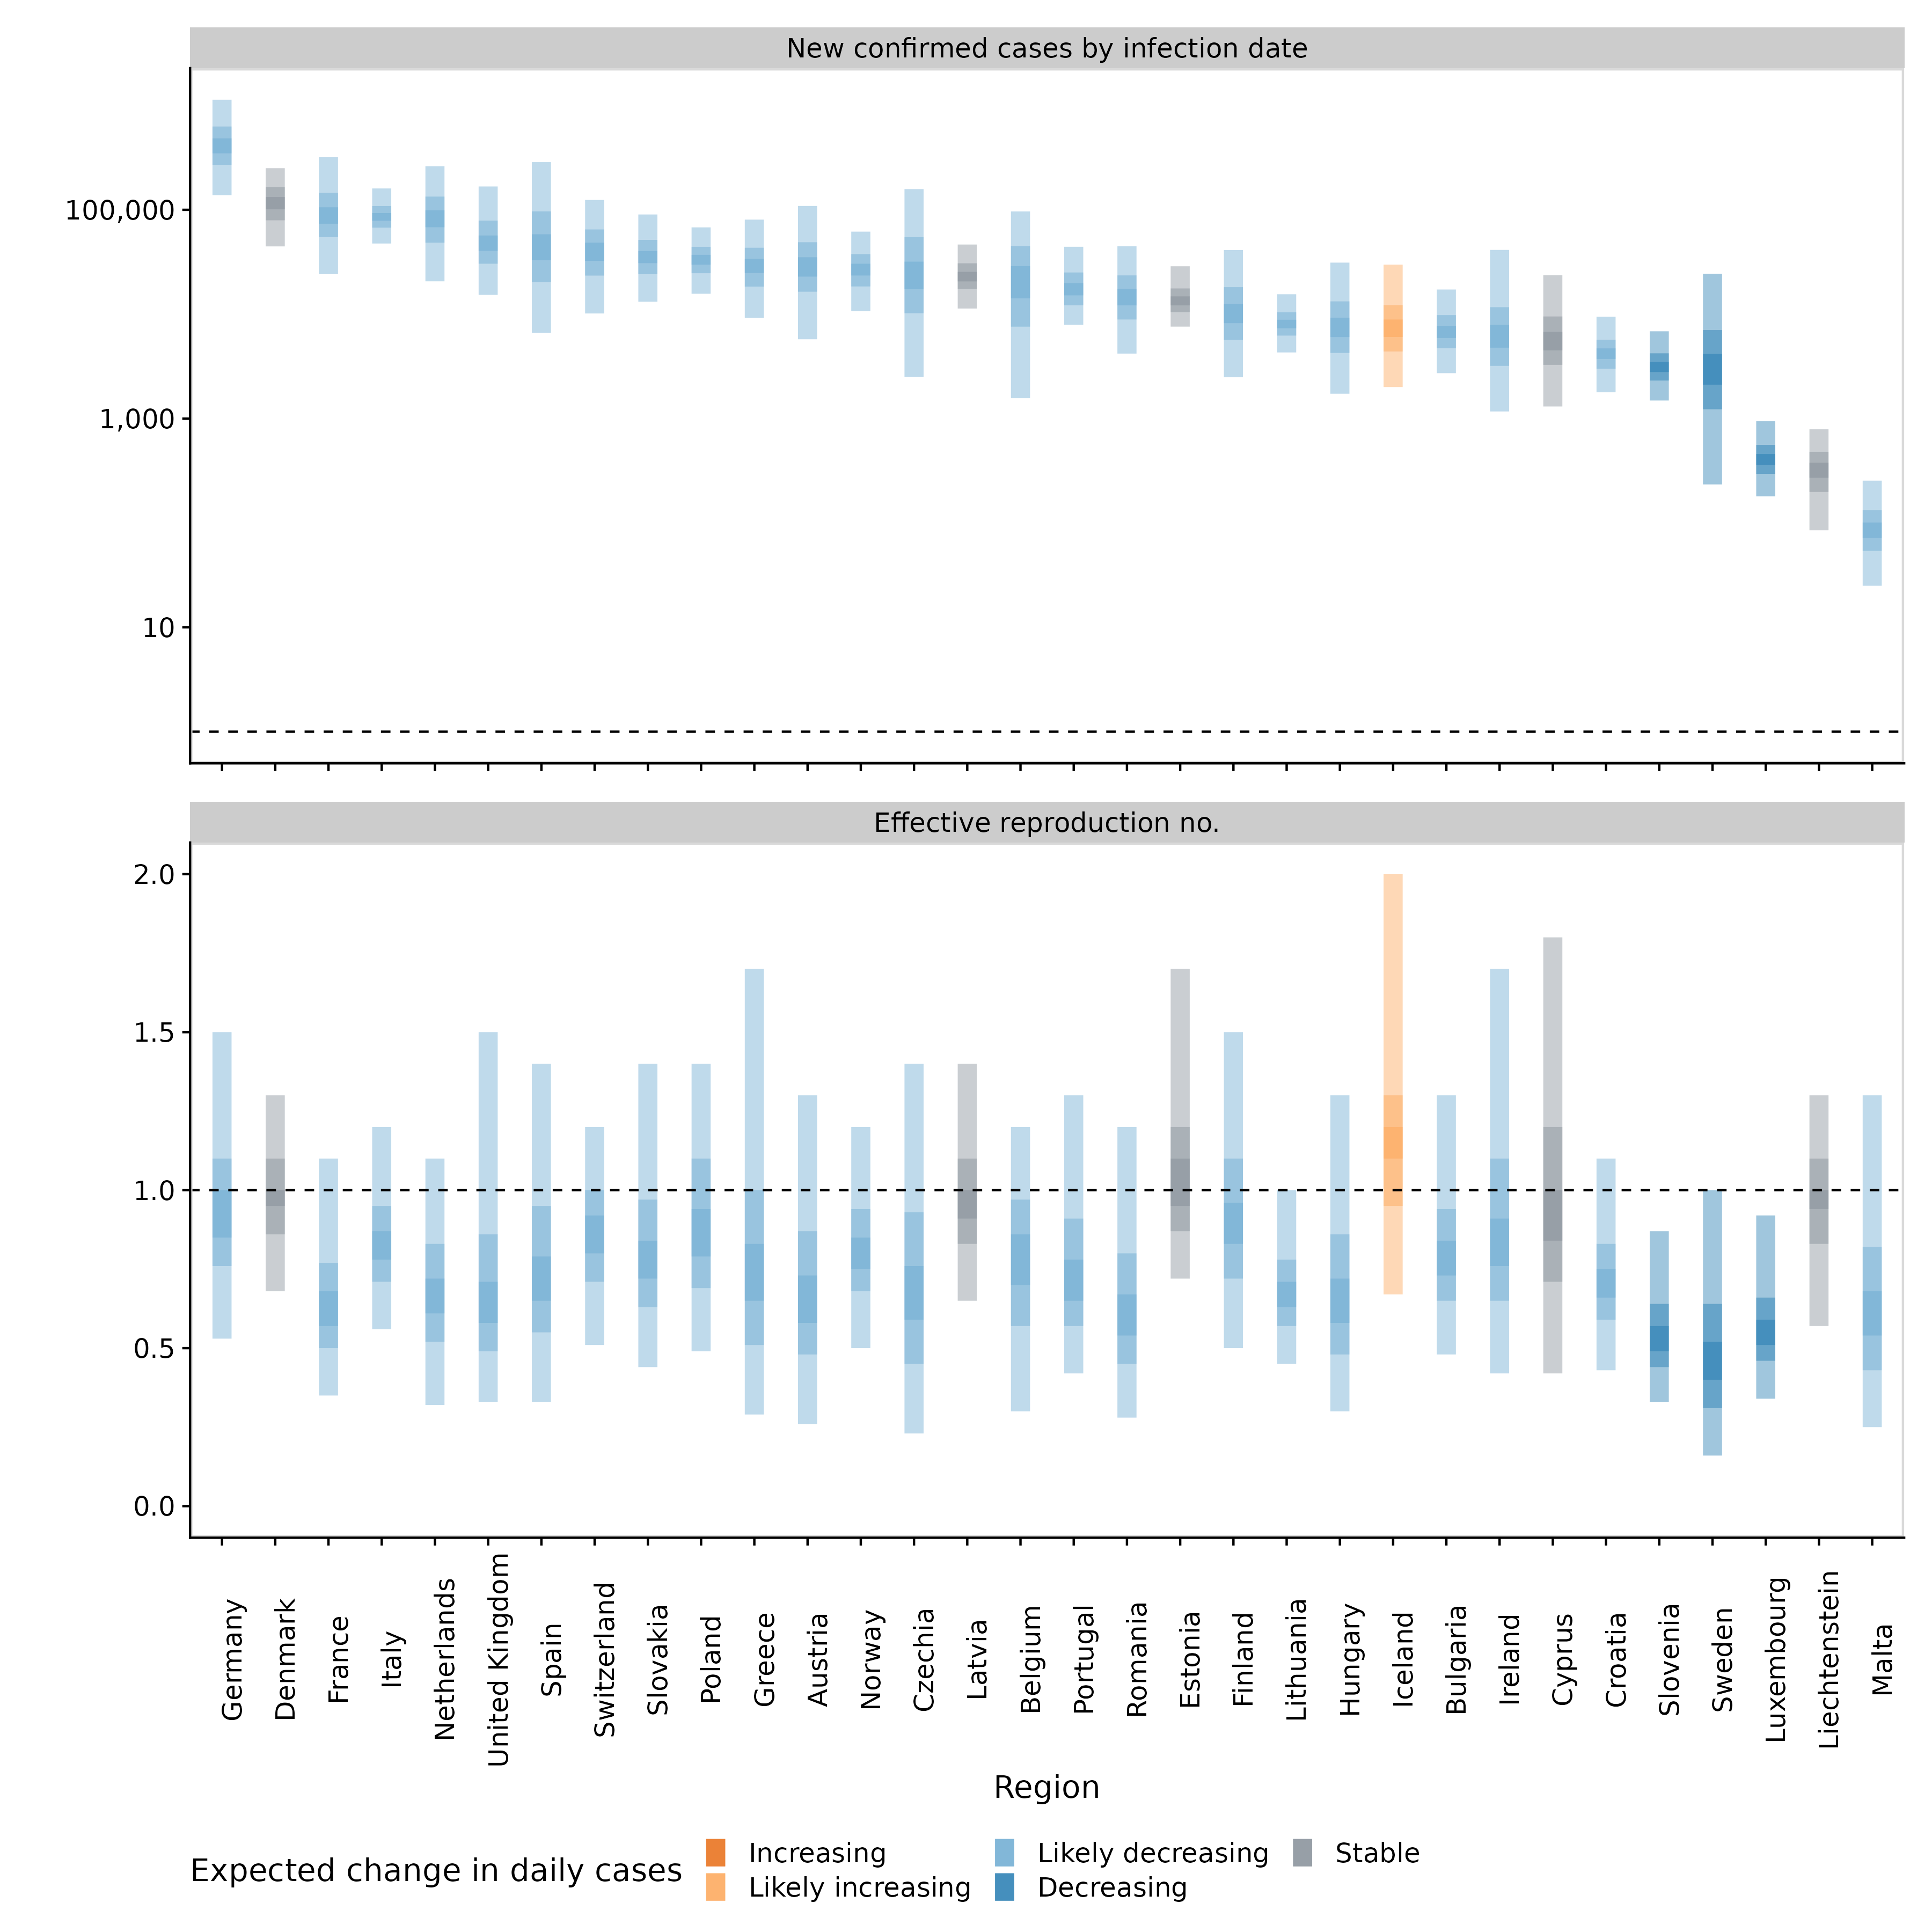 New confirmed cases by infection date
100,000
1,000
10
Effective reproduction no.
2.0
1.5
1.0
0.5
0.0
Germany
Denmark
France
Italy
Netherlands
United Kingdom
Spain
Switzerland
Slovakia
Poland
Greece
Austria
Norway
Czechia
Latvia
Belgium
Portugal
Romania
Estonia
Finland
Lithuania
Hungary
Iceland
Bulgaria
Ireland
Cyprus
Croatia
Slovenia
Sweden
Luxembourg
Liechtenstein
Malta
Region
Expected change in daily cases
Increasing
Likely increasing
Likely decreasing
Decreasing
Stable